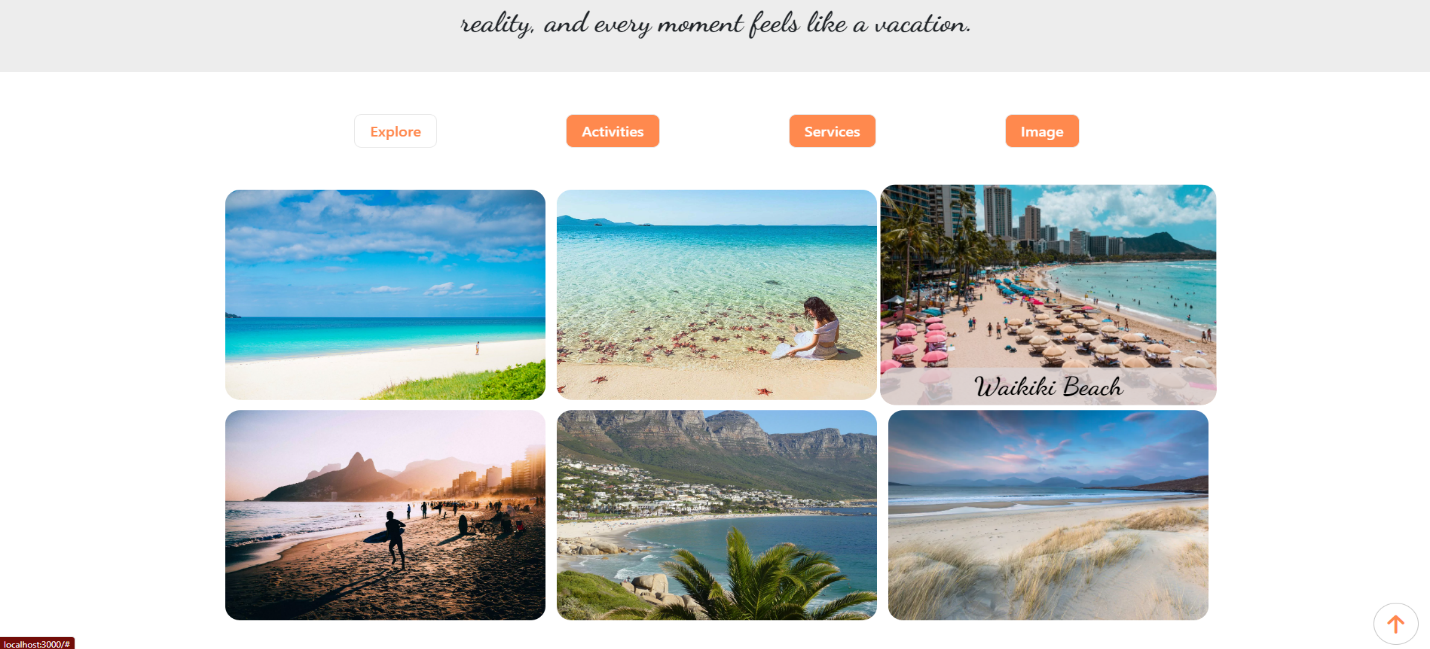 reality, and every moment feels like a vacation.
Explore
Activities
Services
Image
Waikiki Beach
localhost:3000/#